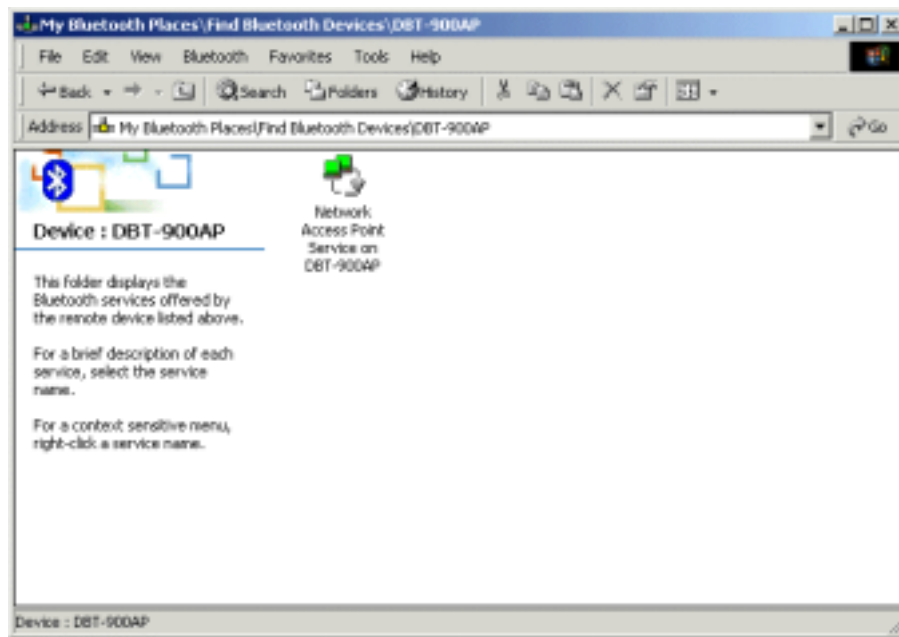 My Bluetooth Places\Find Bluetooth Devices\DBT-900AP
File Edit View Bluetooth Favorites Tools Help
Back Search Folders History
Address My Bluetooth Places\Find Bluetooth Devices\DBT-900AP Go
Device : DBT-900AP
This folder displays the
Bluetooth services offered by
the remote device listed above.
For a brief description of each
service, select the service
name.
For a context sensitive menu,
right-click a service name.
Network
Access Point
Service on
DBT-900AP
Device : DBT-900AP